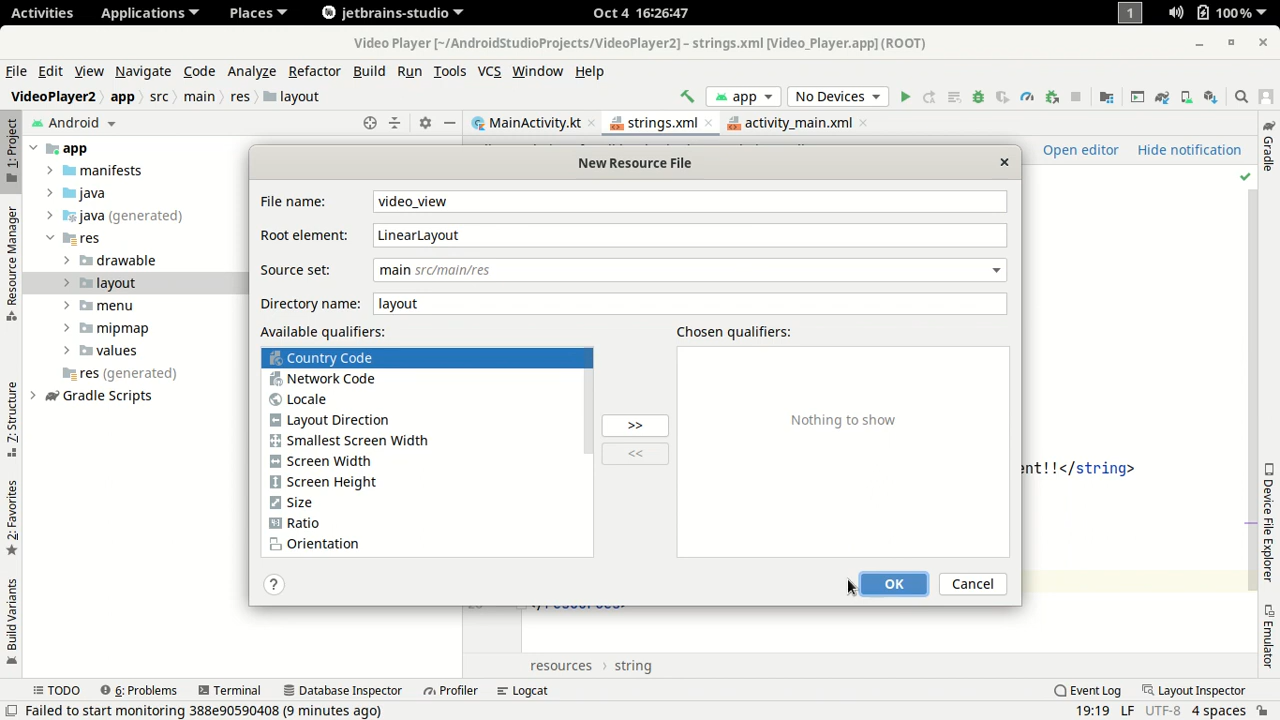 Activities Applications Places jetbrains-studio Oct 4 16:26:47 1 100%
Video Player [~/AndroidStudioProjects/VideoPlayer2] – strings.xml [Video_Player.app] (ROOT)
File Edit View Navigate Code Analyze Refactor Build Run Tools VCS Window Help
VideoPlayer2 app src main res layout app No Devices
Android MainActivity.kt strings.xml activity_main.xml
Open editor Hide notification
1: Project
Resource Manager
Z: Structure
2: Favorites
Build Variants
app
manifests
java
java (generated)
res
drawable
layout
menu
mipmap
values
res (generated)
Gradle Scripts
New Resource File
File name: video_view
Root element: LinearLayout
Source set: main src/main/res
Directory name: layout
Available qualifiers: Chosen qualifiers:
Country Code
Network Code
Locale
Layout Direction
Smallest Screen Width
Screen Width
Screen Height
Size
Ratio
Orientation
>>
<<
Nothing to show
? OK Cancel
ent!!</string>
</resources>
resources › string
Gradle
Device File Explorer
Emulator
TODO 6: Problems Terminal Database Inspector Profiler Logcat Event Log Layout Inspector
Failed to start monitoring 388e90590408 (9 minutes ago) 19:19 LF UTF-8 4 spaces